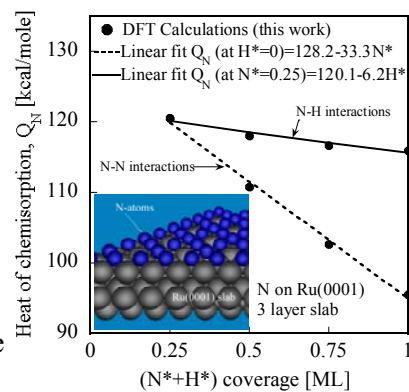 135
130
120
110
100
90
Heat of chemisorption, Q_N [kcal/mole]
DFT Calculations (this work)
Linear fit Q_N (at H*=0)=128.2-33.3N*
Linear fit Q_N (at N*=0.25)=120.1-6.2H*
N-H interactions
N-N interactions
N-atoms
Ru(0001) slab
N on Ru(0001)
3 layer slab
0 0.25 0.5 0.75 1
(N*+H*) coverage [ML]
e